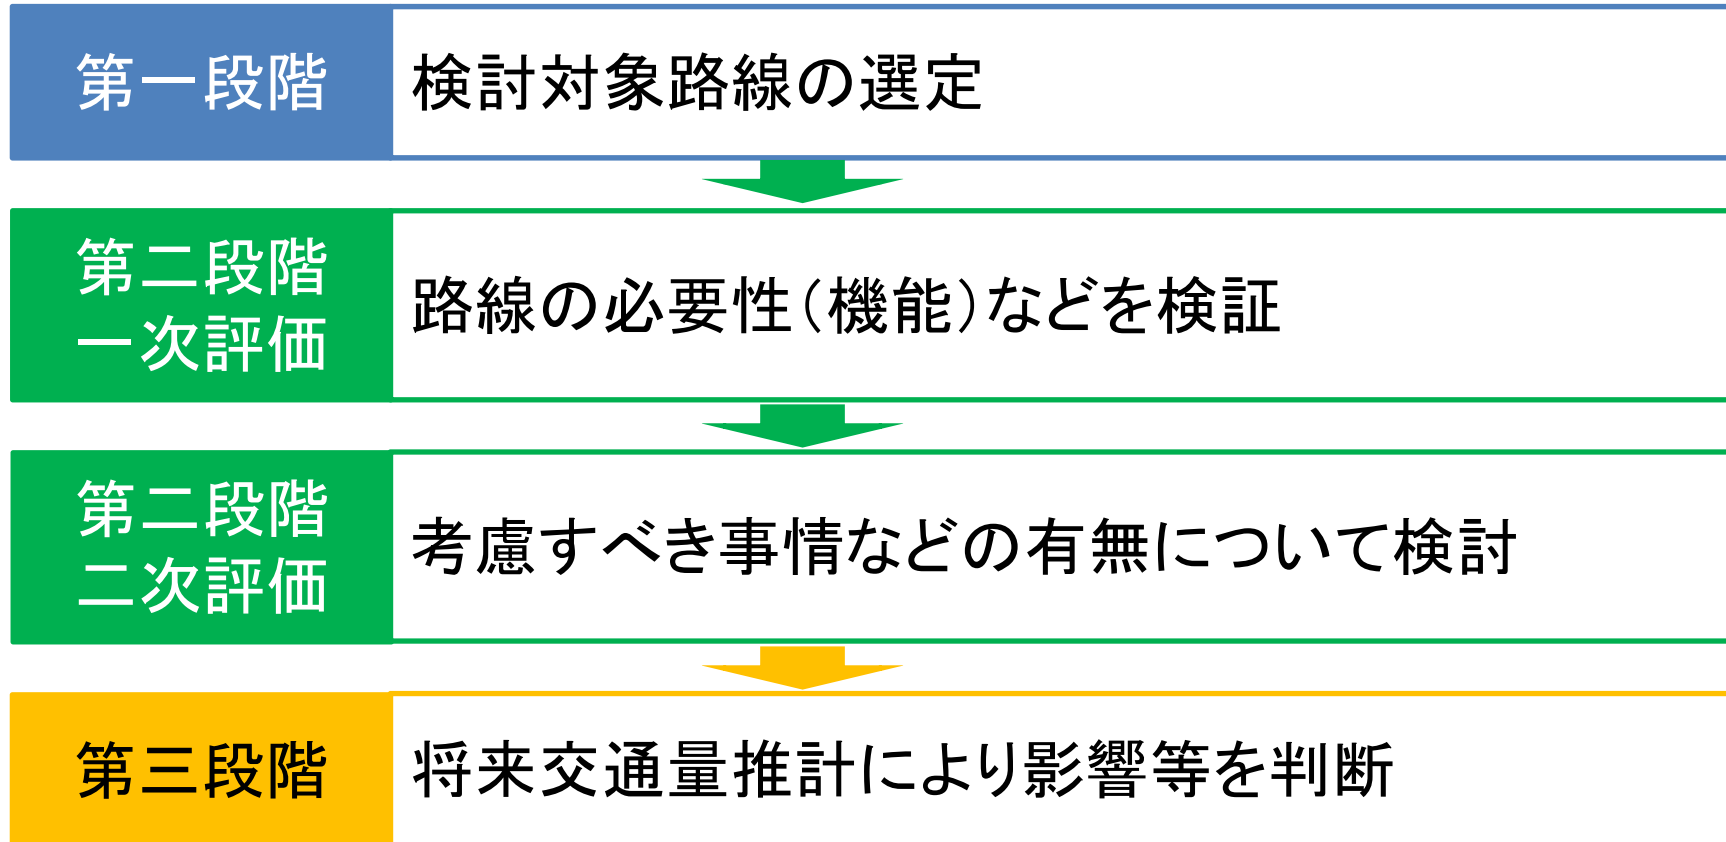 第一段階
検討対象路線の選定
第二段階
一次評価
路線の必要性（機能）などを検証
第二段階
二次評価
考慮すべき事情などの有無について検討
第三段階
将来交通量推計により影響等を判断